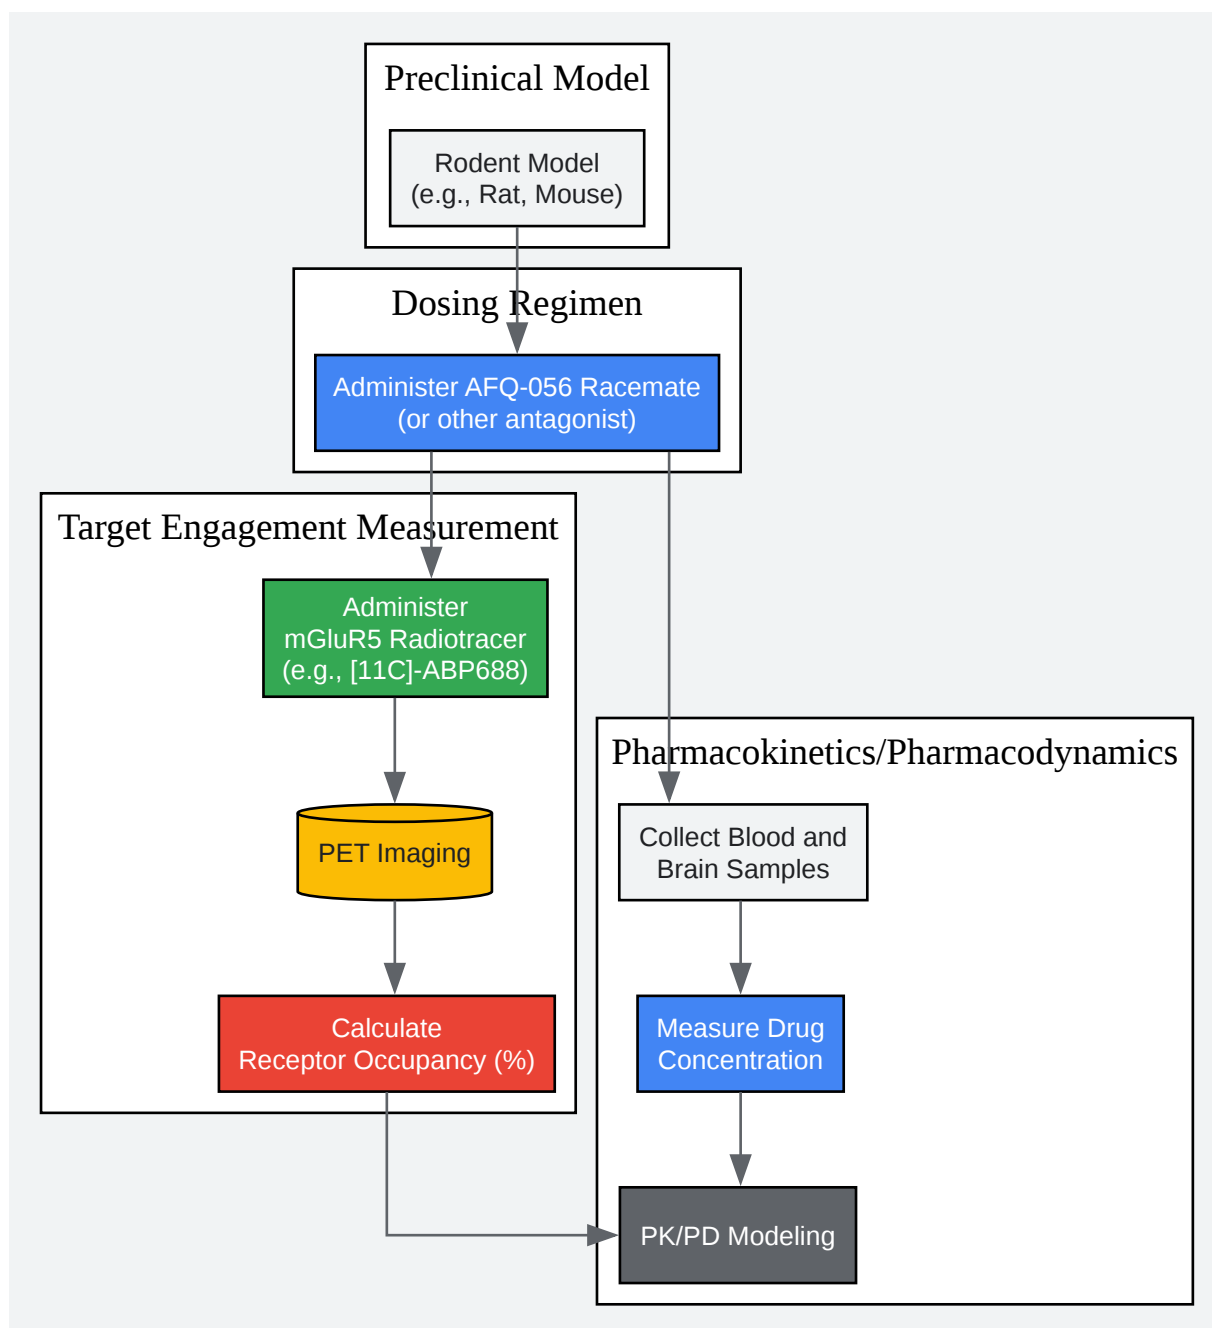 Preclinical Model
Rodent Model
(e.g., Rat, Mouse)
Dosing Regimen
Administer AFQ-056 Racemate
(or other antagonist)
Target Engagement Measurement
Administer
mGluR5 Radiotracer
(e.g., [11C]-ABP688)
PET Imaging
Calculate
Receptor Occupancy (%)
Pharmacokinetics/Pharmacodynamics
Collect Blood and
Brain Samples
Measure Drug
Concentration
PK/PD Modeling